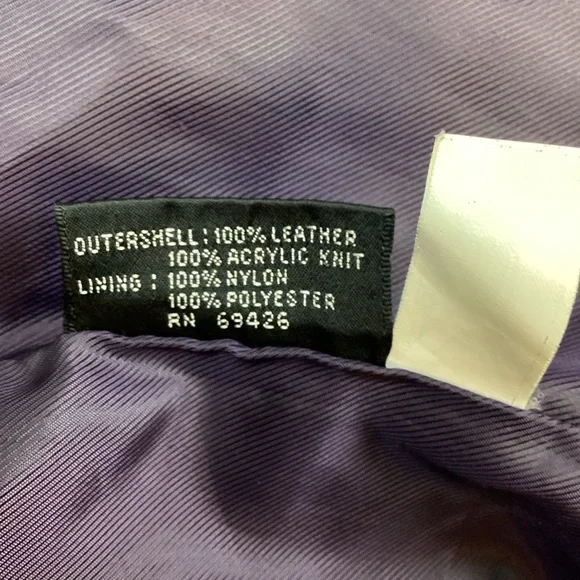 OUTERSHELL: 100% LEATHER
100% ACRYLIC KNIT
LINING: 100% NYLON
100% POLYESTER
RN 69426